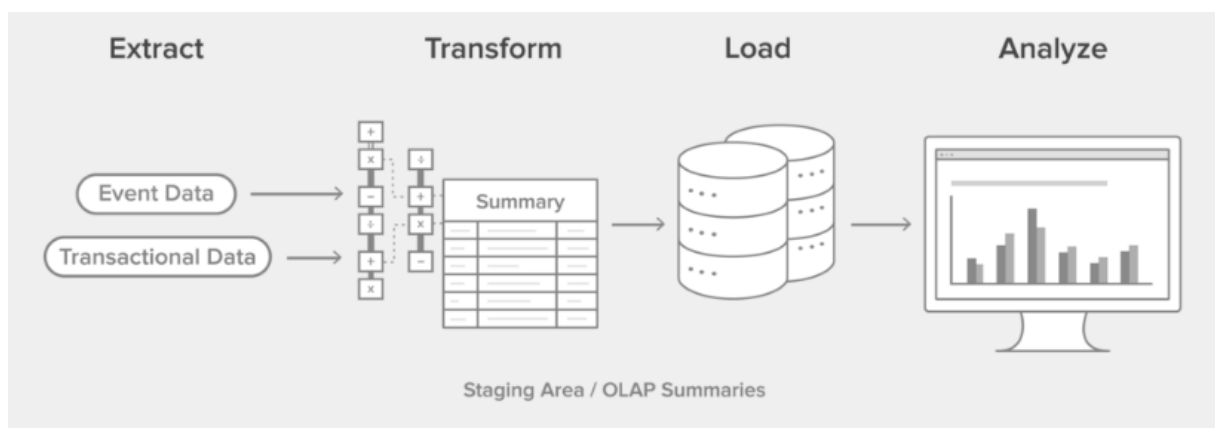 Extract
Transform
Load
Analyze
+
x
÷
Event Data
−
+
Summary
÷
x
Transactional Data
+
−
x
Staging Area / OLAP Summaries